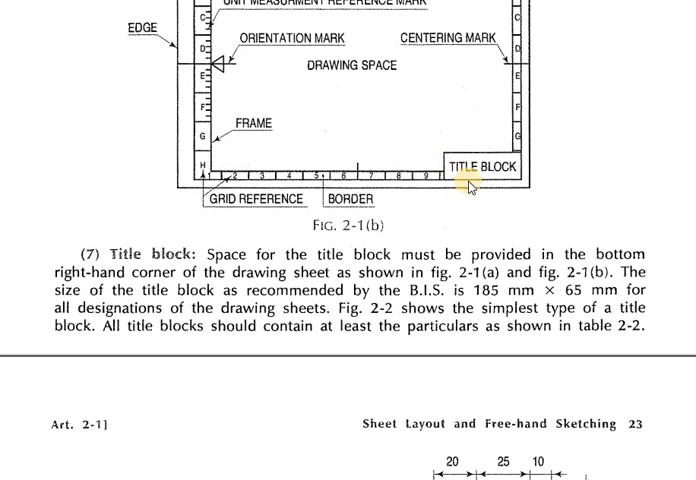 UNIT MEASURMENT REFERENCE MARK
C
C
EDGE
ORIENTATION MARK
CENTERING MARK
D
D
DRAWING SPACE
E
E
F
F
FRAME
G
G
H
TITLE BLOCK
2 3 4 5 6 7 8 9
GRID REFERENCE
BORDER
FIG. 2-1(b)
(7) Title block: Space for the title block must be provided in the bottom
right-hand corner of the drawing sheet as shown in fig. 2-1(a) and fig. 2-1(b). The
size of the title block as recommended by the B.I.S. is 185 mm × 65 mm for
all designations of the drawing sheets. Fig. 2-2 shows the simplest type of a title
block. All title blocks should contain at least the particulars as shown in table 2-2.
Art. 2-1]
Sheet Layout and Free-hand Sketching 23
20 25 10